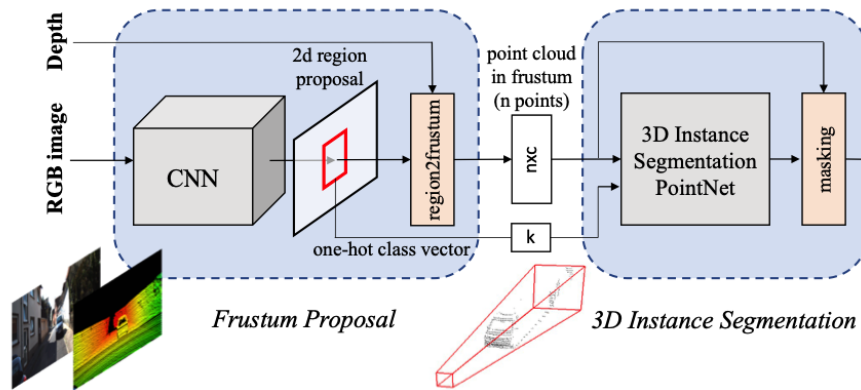 Depth
RGB image
CNN
2d region
proposal
region2frustum
one-hot class vector
point cloud
in frustum
(n points)
nxc
k
3D Instance
Segmentation
PointNet
masking
Frustum Proposal
3D Instance Segmentation